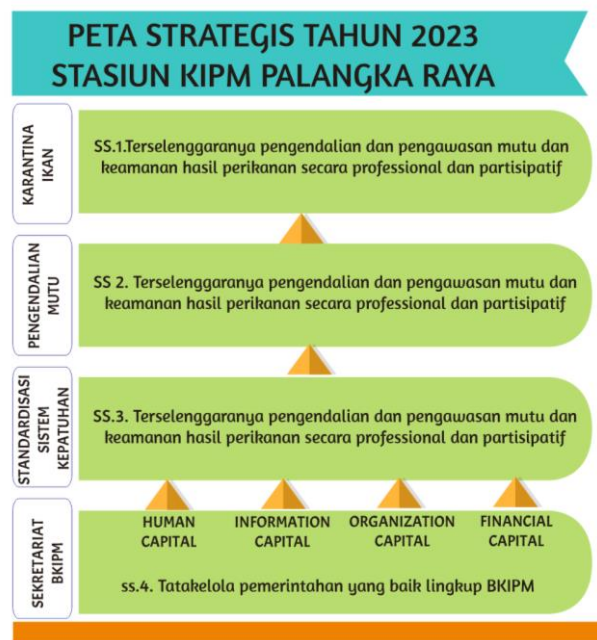 PETA STRATEGIS TAHUN 2023
STASIUN KIPM PALANGKA RAYA
KARANTINA
IKAN
SS.1.Terselenggaranya pengendalian dan pengawasan mutu dan
keamanan hasil perikanan secara professional dan partisipatif
PENGENDALIAN
MUTU
SS 2. Terselenggaranya pengendalian dan pengawasan mutu dan
keamanan hasil perikanan secara professional dan partisipatif
STANDARDISASI
SISTEM
KEPATUHAN
SS.3. Terselenggaranya pengendalian dan pengawasan mutu dan
keamanan hasil perikanan secara professional dan partisipatif
SEKRETARIAT
BKIPM
HUMAN
CAPITAL
INFORMATION
CAPITAL
ORGANIZATION
CAPITAL
FINANCIAL
CAPITAL
ss.4. Tatakelola pemerintahan yang baik lingkup BKIPM